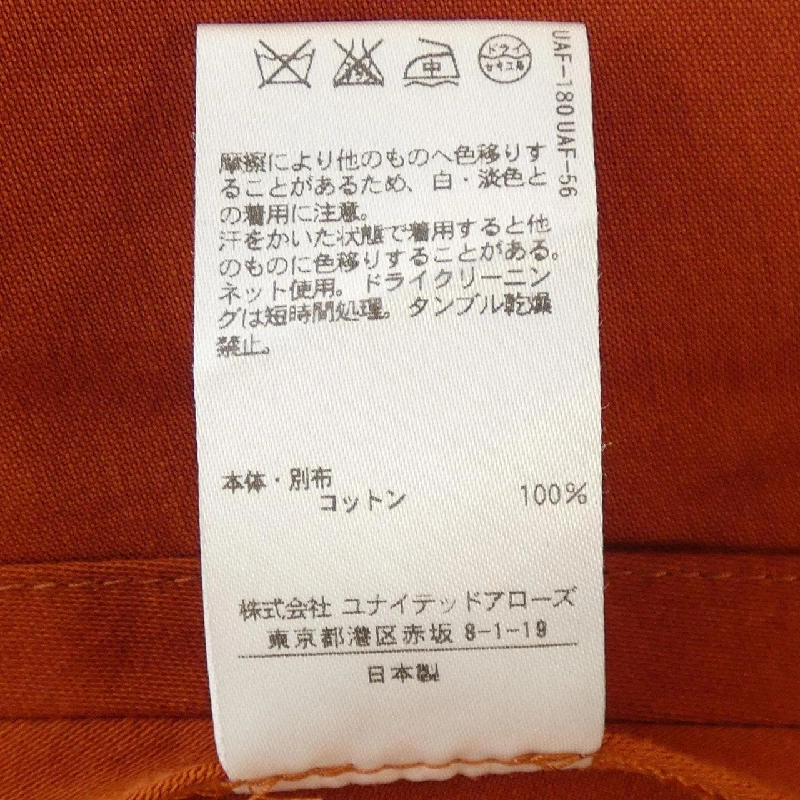 中
ドライ
セキユ系
UAF-180 UAF-56
摩擦により他のものへ色移りす
ることがあるため、白・淡色と
の着用に注意。
汗をかいた状態で着用すると他
のものに色移りすることがある。
ネット使用。ドライクリーニン
グは短時間処理。タンブル乾燥
禁止。
本体・別布
コットン 100%
株式会社 ユナイテッドアローズ
東京都港区赤坂 8-1-19
日本製